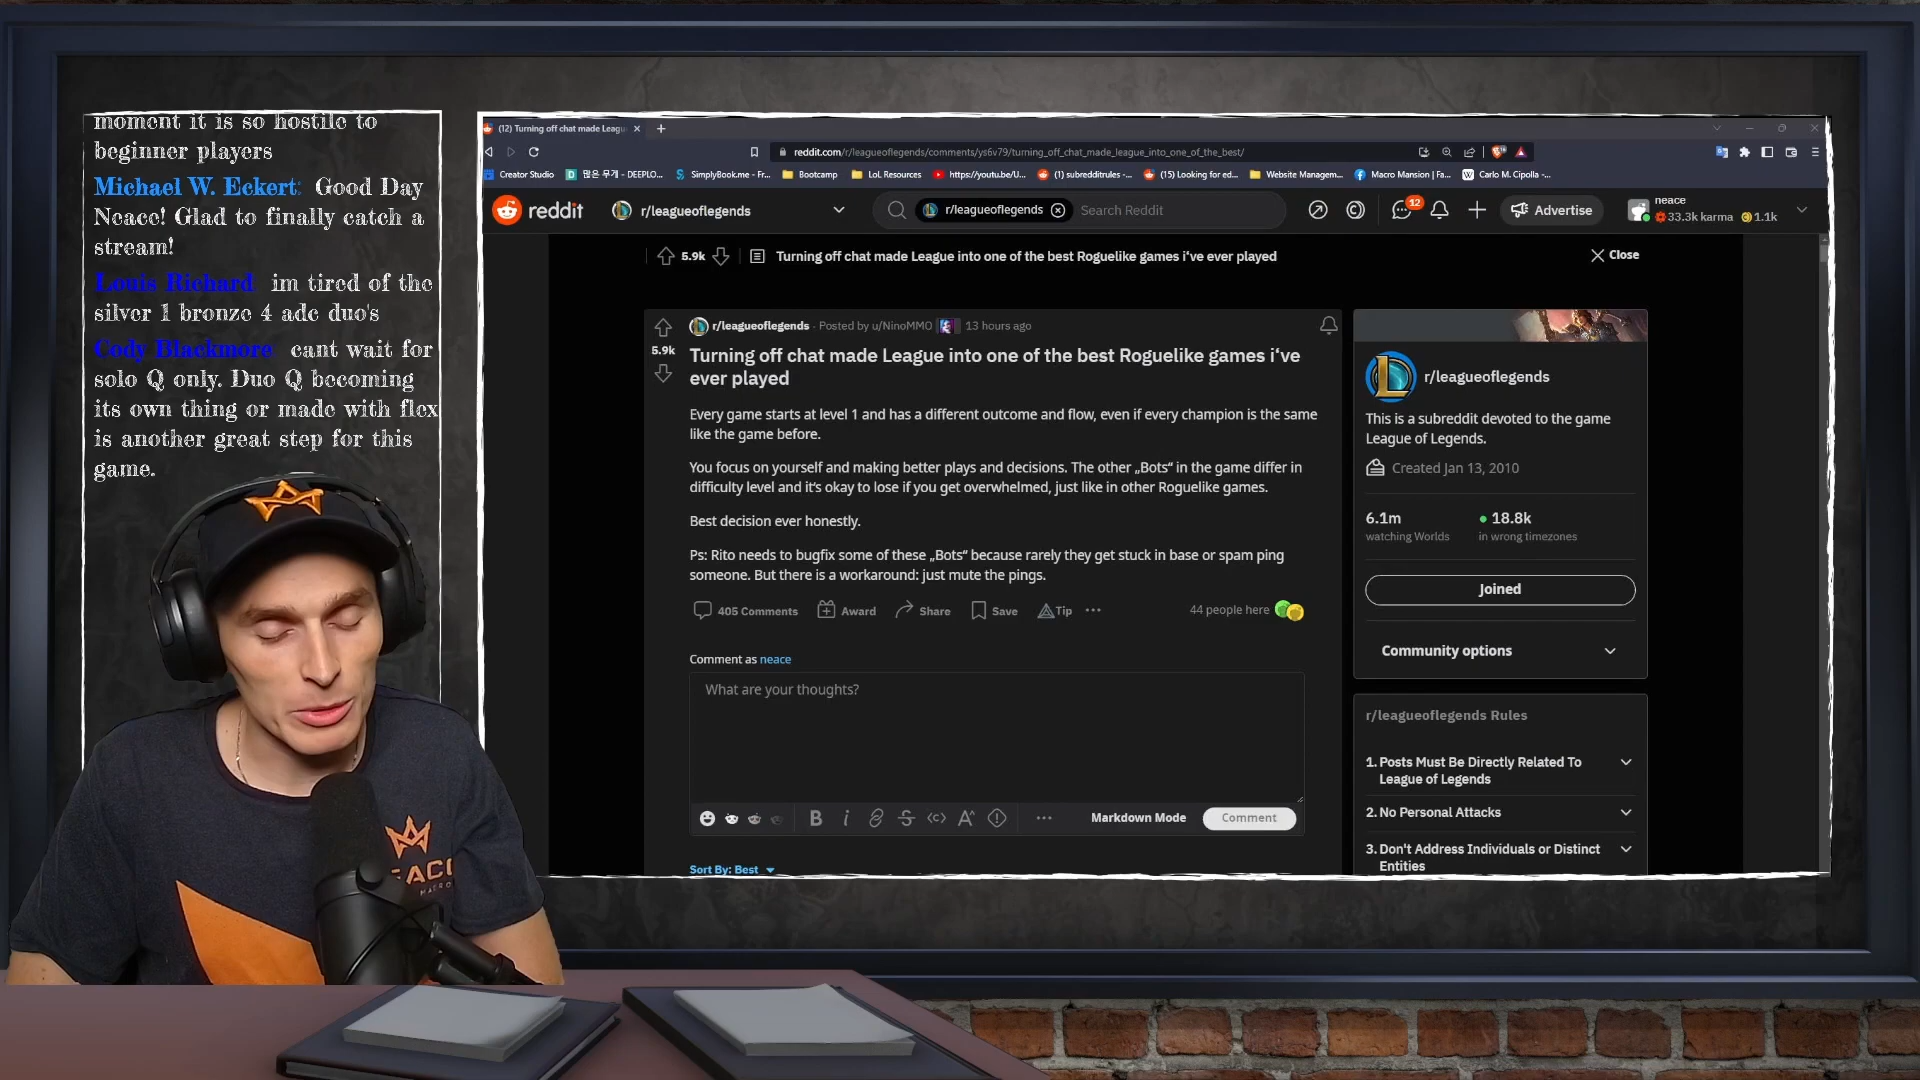 moment it is so hostile to
beginner players
Michael W. Eckert: Good Day
Neace! Glad to finally catch a
stream!
Louis Richard im tired of the
silver 1 bronze 4 adc duo's
Cody Blackmore cant wait for
solo Q only. Duo Q becoming
its own thing or made with flex
is another great step for this
game.
(12) Turning off chat made Leagu
reddit.com/r/leagueoflegends/comments/ys6v79/turning_off_chat_made_league_into_one_of_the_best/
Creator Studio
많은 무게 - DEEPLO...
SimplyBook.me - Fr...
Bootcamp
LoL Resources
https://youtu.be/U...
(1) subredditrules -...
(15) Looking for ed...
Website Managem...
Macro Mansion | Fa...
Carlo M. Cipolla -...
reddit
r/leagueoflegends
r/leagueoflegends
Search Reddit
12
Advertise
neace
33.3k karma 1.1k
5.9k
Turning off chat made League into one of the best Roguelike games i‘ve ever played
Close
r/leagueoflegends · Posted by u/NinoMMO 13 hours ago
5.9k
Turning off chat made League into one of the best Roguelike games i‘ve
ever played
Every game starts at level 1 and has a different outcome and flow, even if every champion is the same
like the game before.
You focus on yourself and making better plays and decisions. The other „Bots“ in the game differ in
difficulty level and it‘s okay to lose if you get overwhelmed, just like in other Roguelike games.
Best decision ever honestly.
Ps: Rito needs to bugfix some of these „Bots“ because rarely they get stuck in base or spam ping
someone. But there is a workaround: just mute the pings.
405 Comments
Award
Share
Save
Tip
44 people here
Comment as neace
What are your thoughts?
Markdown Mode
Comment
Sort By: Best
r/leagueoflegends
This is a subreddit devoted to the game
League of Legends.
Created Jan 13, 2010
6.1m
watching Worlds
18.8k
in wrong timezones
Joined
Community options
r/leagueoflegends Rules
1. Posts Must Be Directly Related To
League of Legends
2. No Personal Attacks
3. Don't Address Individuals or Distinct
Entities